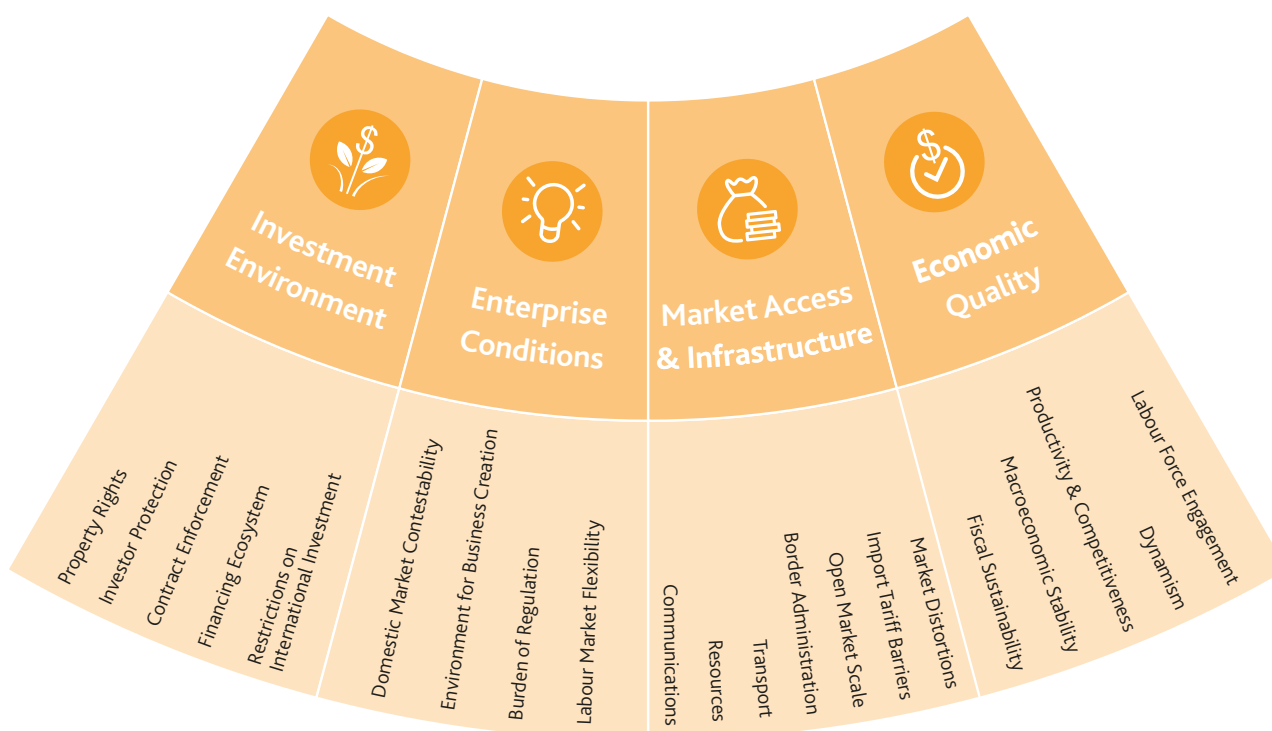 Investment
Environment
Enterprise
Conditions
Market Access
& Infrastructure
Economic
Quality
Property Rights
Investor Protection
Contract Enforcement
Financing Ecosystem
Restrictions on
International Investment
Domestic Market Contestability
Environment for Business Creation
Burden of Regulation
Labour Market Flexibility
Communications
Resources
Transport
Border Administration
Open Market Scale
Import Tariff Barriers
Market Distortions
Fiscal Sustainability
Macroeconomic Stability
Productivity & Competitiveness
Dynamism
Labour Force Engagement